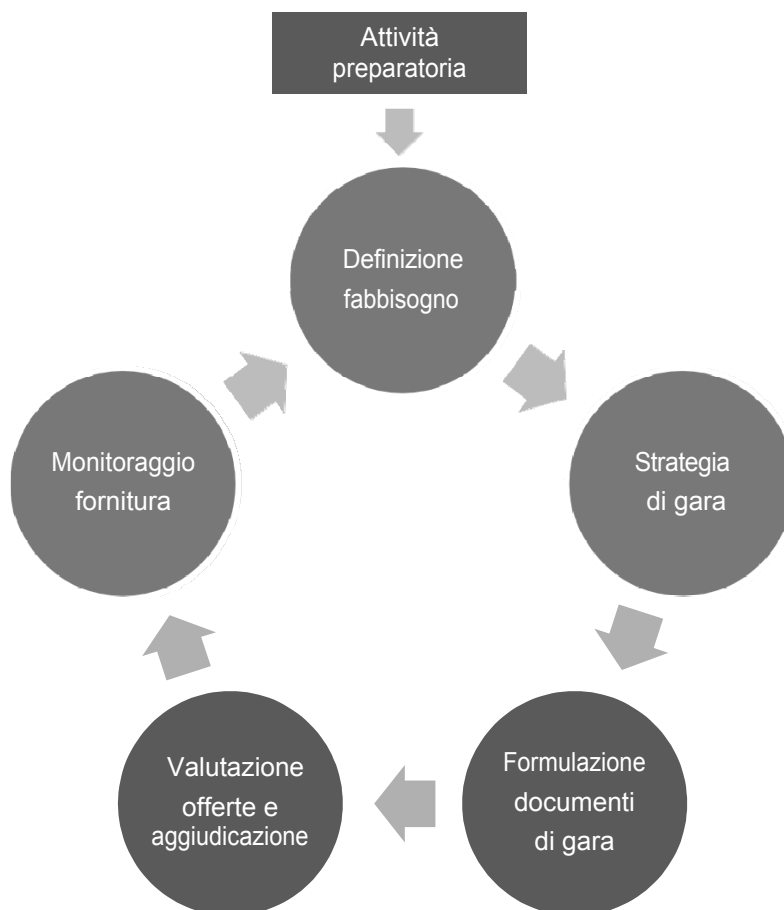 Attività
preparatoria
Definizione
fabbisogno
Strategia
di gara
Formulazione
documenti
di gara
Valutazione
offerte e
aggiudicazione
Monitoraggio
fornitura